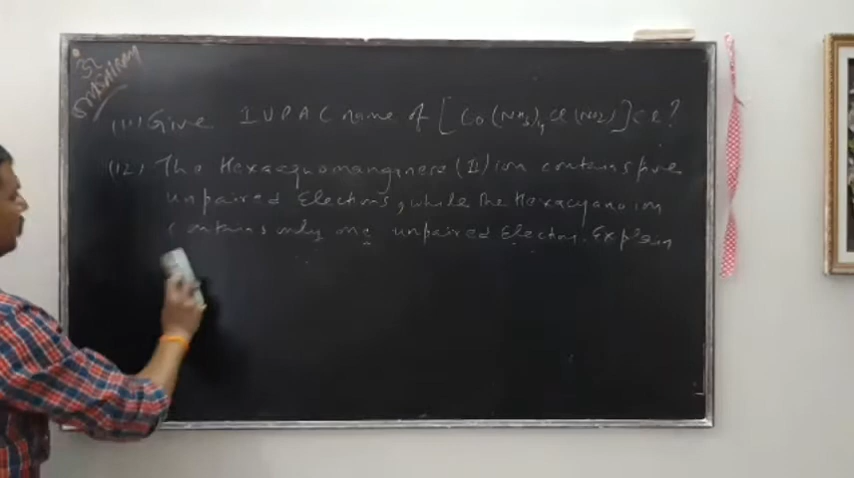 (11) Give IUPAC name of [Co(NH3)4 Cl (NO2)]Cl?
(12) The Hexaaquomanganese (II) ion contains five
unpaired Electrons, while the Hexacyano ion
contains only one unpaired Electron. Explain